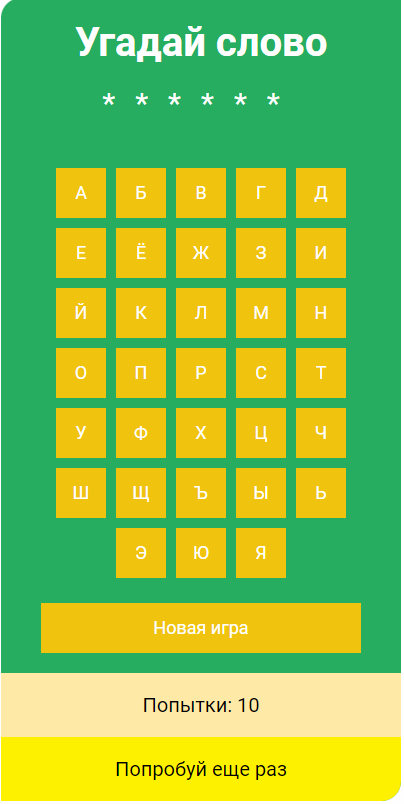 Угадай слово
* * * * * *
А Б В Г Д
Е Ё Ж З И
Й К Л М Н
О П Р С Т
У Ф Х Ц Ч
Ш Щ Ъ Ы Ь
Э Ю Я
Новая игра
Попытки: 10
Попробуй еще раз